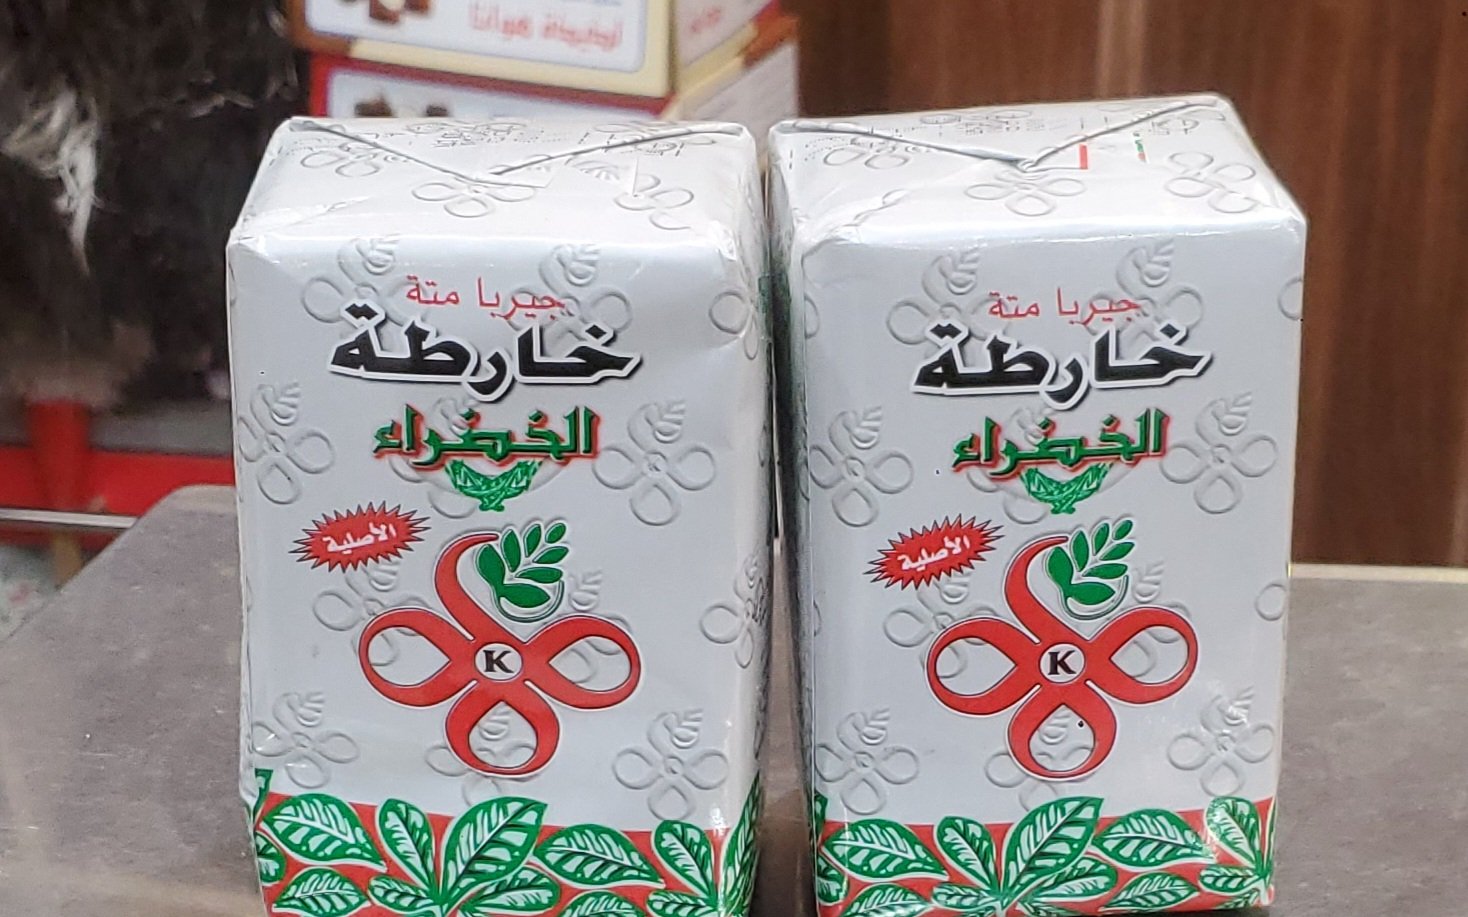 جيربا متة
خارطة
الخضراء
الأصلية
K
جيربا متة
خارطة
الخضراء
الأصلية
K